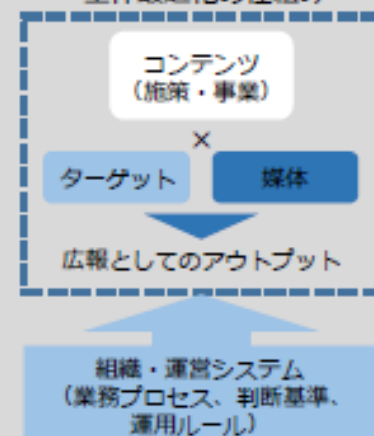 コンテンツ
（施策・事業）
×
ターゲット
媒体
広報としてのアウトプット
組織・運営システム
（業務プロセス、判断基準、
運用ルール）